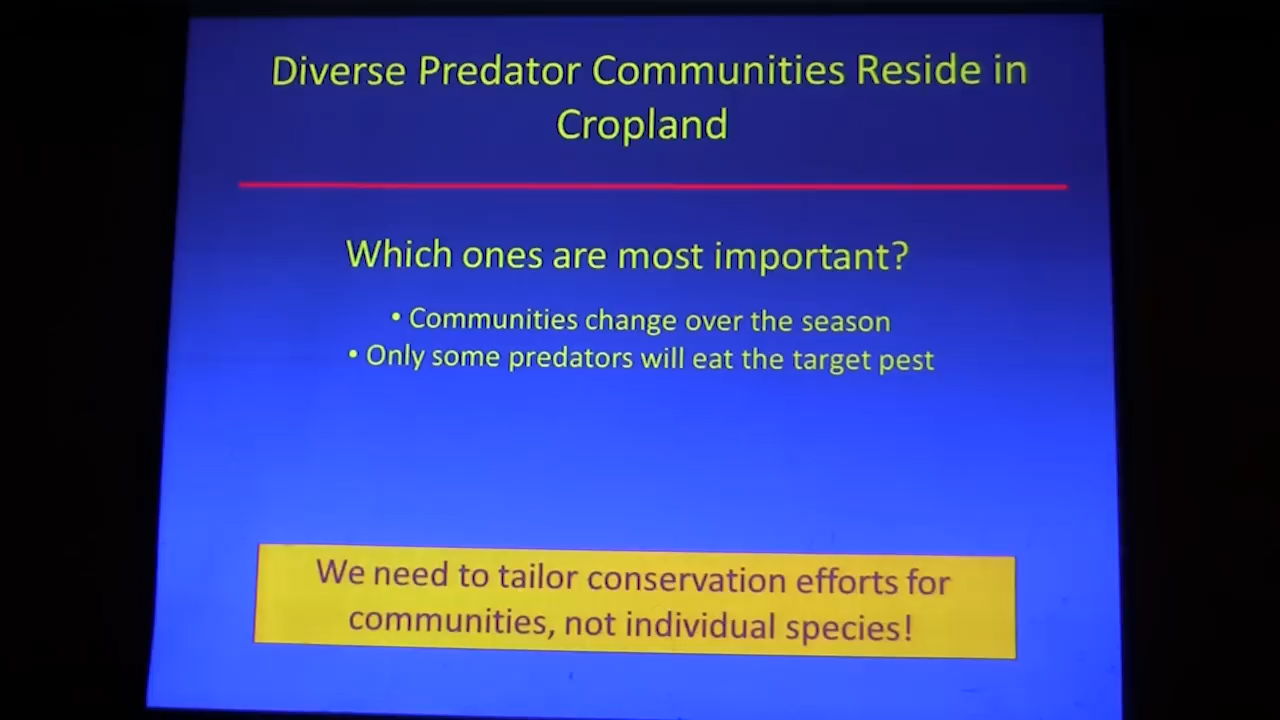 Diverse Predator Communities Reside in
Cropland
Which ones are most important?
• Communities change over the season
• Only some predators will eat the target pest
We need to tailor conservation efforts for
communities, not individual species!